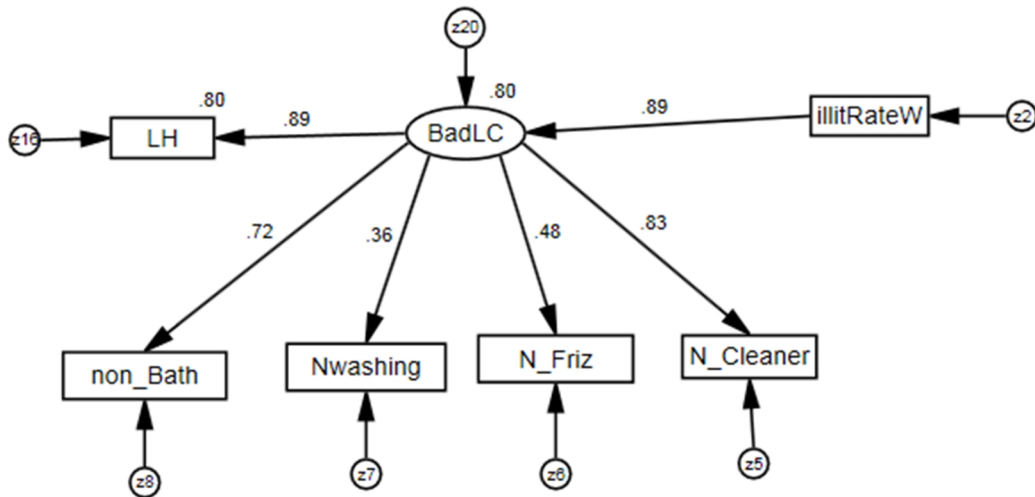 z20
.80
.80
.89
.89
illitRateW
z2
z16
LH
BadLC
.72
.36
.48
.83
non_Bath
Nwashing
N_Friz
N_Cleaner
z8
z7
z6
z5